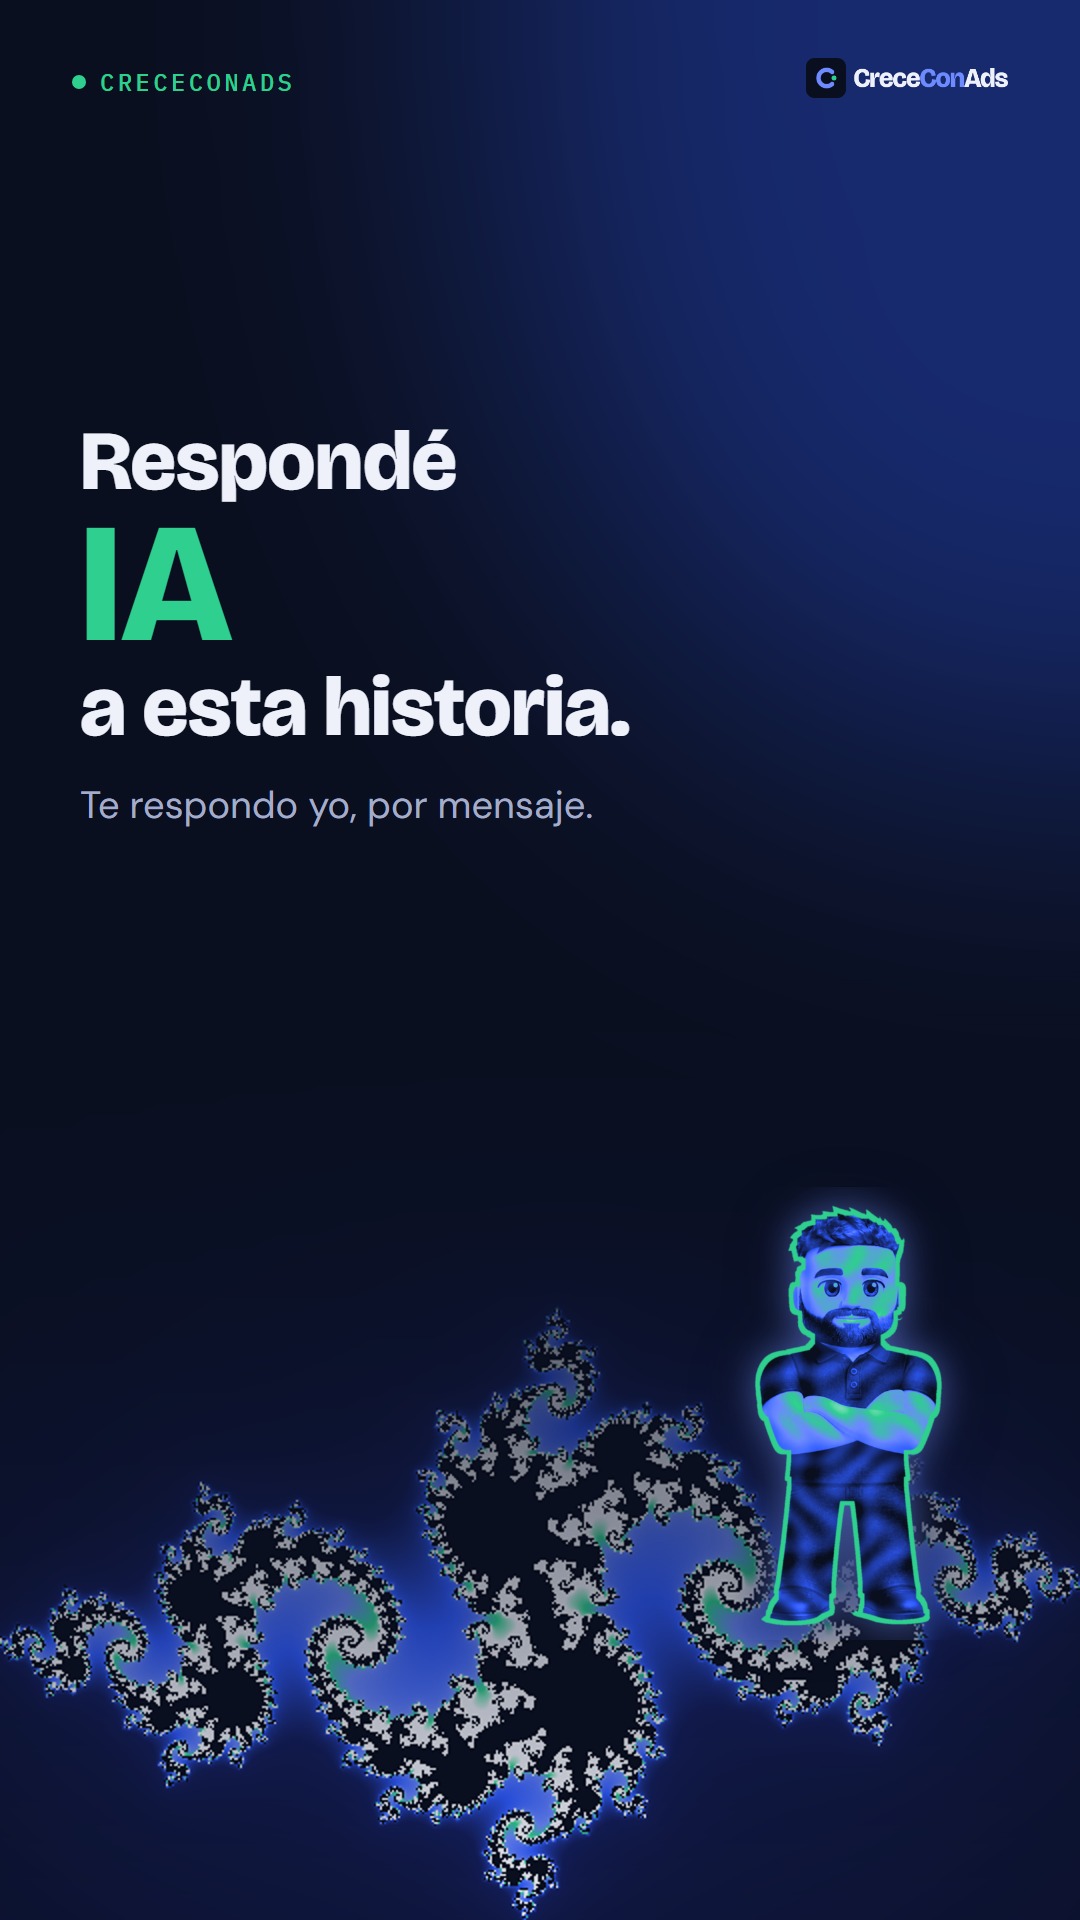 CRECECONADS
CreceConAds
Respondé
IA
a esta historia.
Te respondo yo, por mensaje.